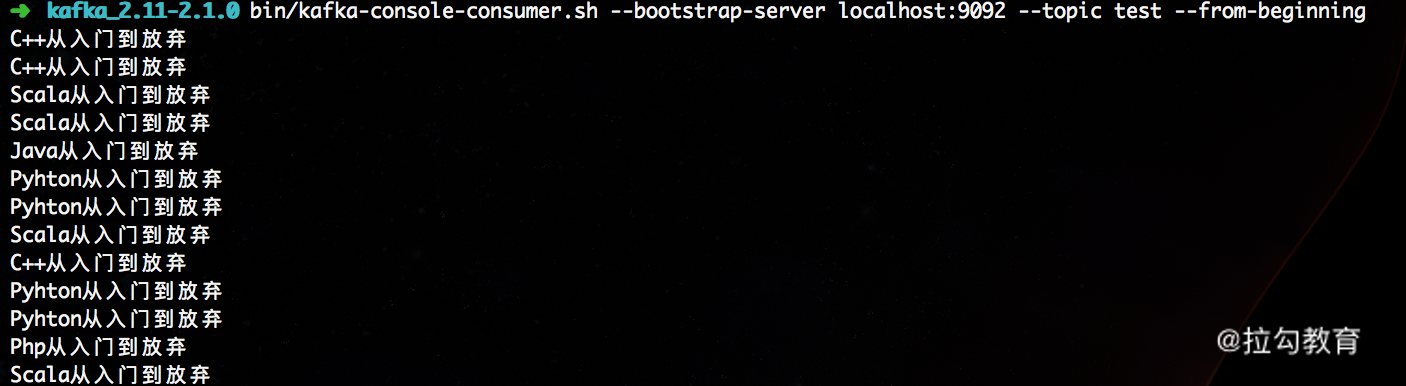 ➜ kafka_2.11-2.1.0 bin/kafka-console-consumer.sh --bootstrap-server localhost:9092 --topic test --from-beginning
C++从入门到放弃
C++从入门到放弃
Scala从入门到放弃
Scala从入门到放弃
Java从入门到放弃
Pyhton从入门到放弃
Pyhton从入门到放弃
Scala从入门到放弃
C++从入门到放弃
Pyhton从入门到放弃
Pyhton从入门到放弃
Php从入门到放弃
@拉勾教育
Scala从入门到放弃